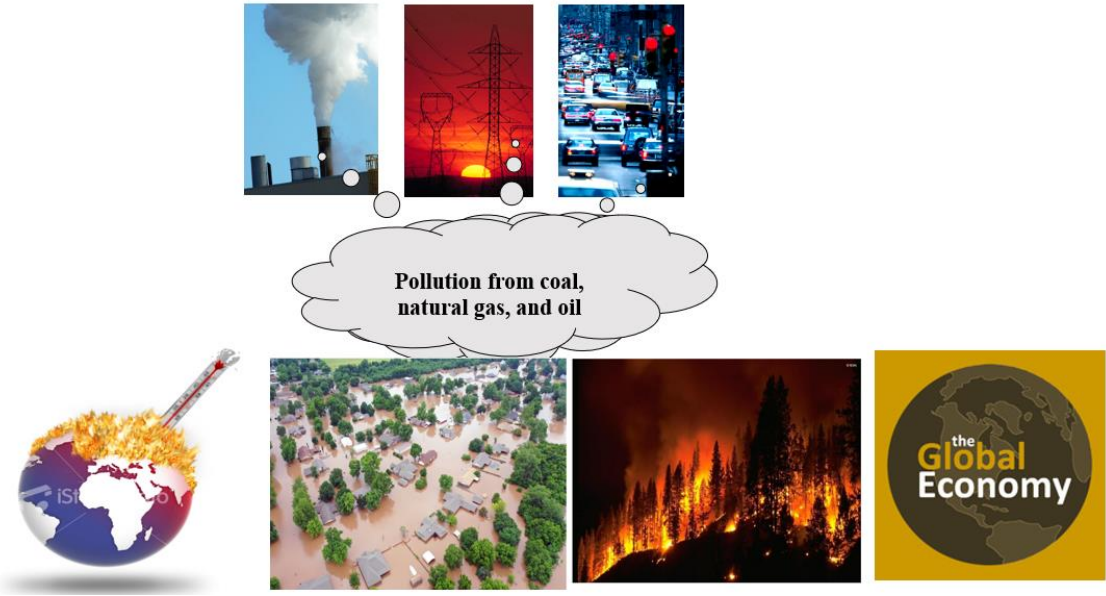 Pollution from coal,
natural gas, and oil
the
Global
Economy